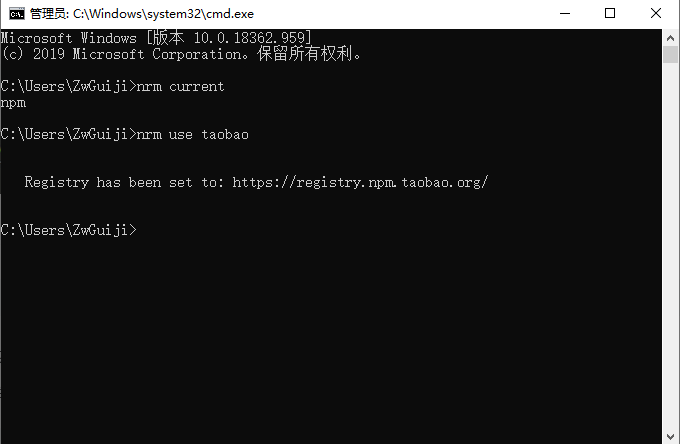 管理员: C:\Windows\system32\cmd.exe
Microsoft Windows [版本 10.0.18362.959]
(c) 2019 Microsoft Corporation。保留所有权利。
C:\Users\ZwGuiji>nrm current
npm
C:\Users\ZwGuiji>nrm use taobao
Registry has been set to: https://registry.npm.taobao.org/
C:\Users\ZwGuiji>